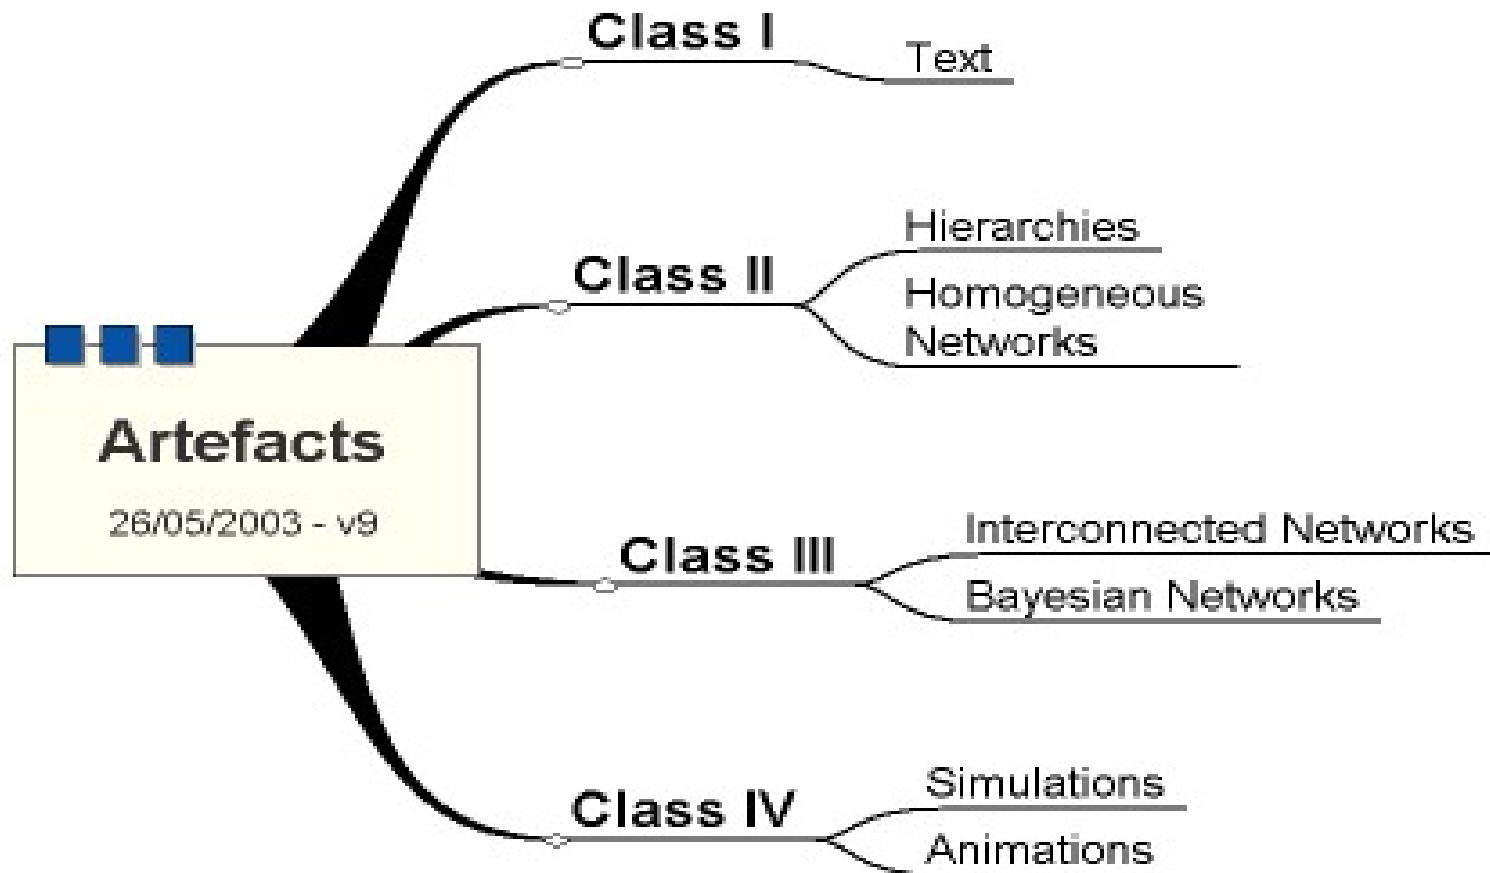 Class I
Text
Class II
Hierarchies
Homogeneous
Networks
Artefacts
26/05/2003 - v9
Class III
Interconnected Networks
Bayesian Networks
Class IV
Simulations
Animations